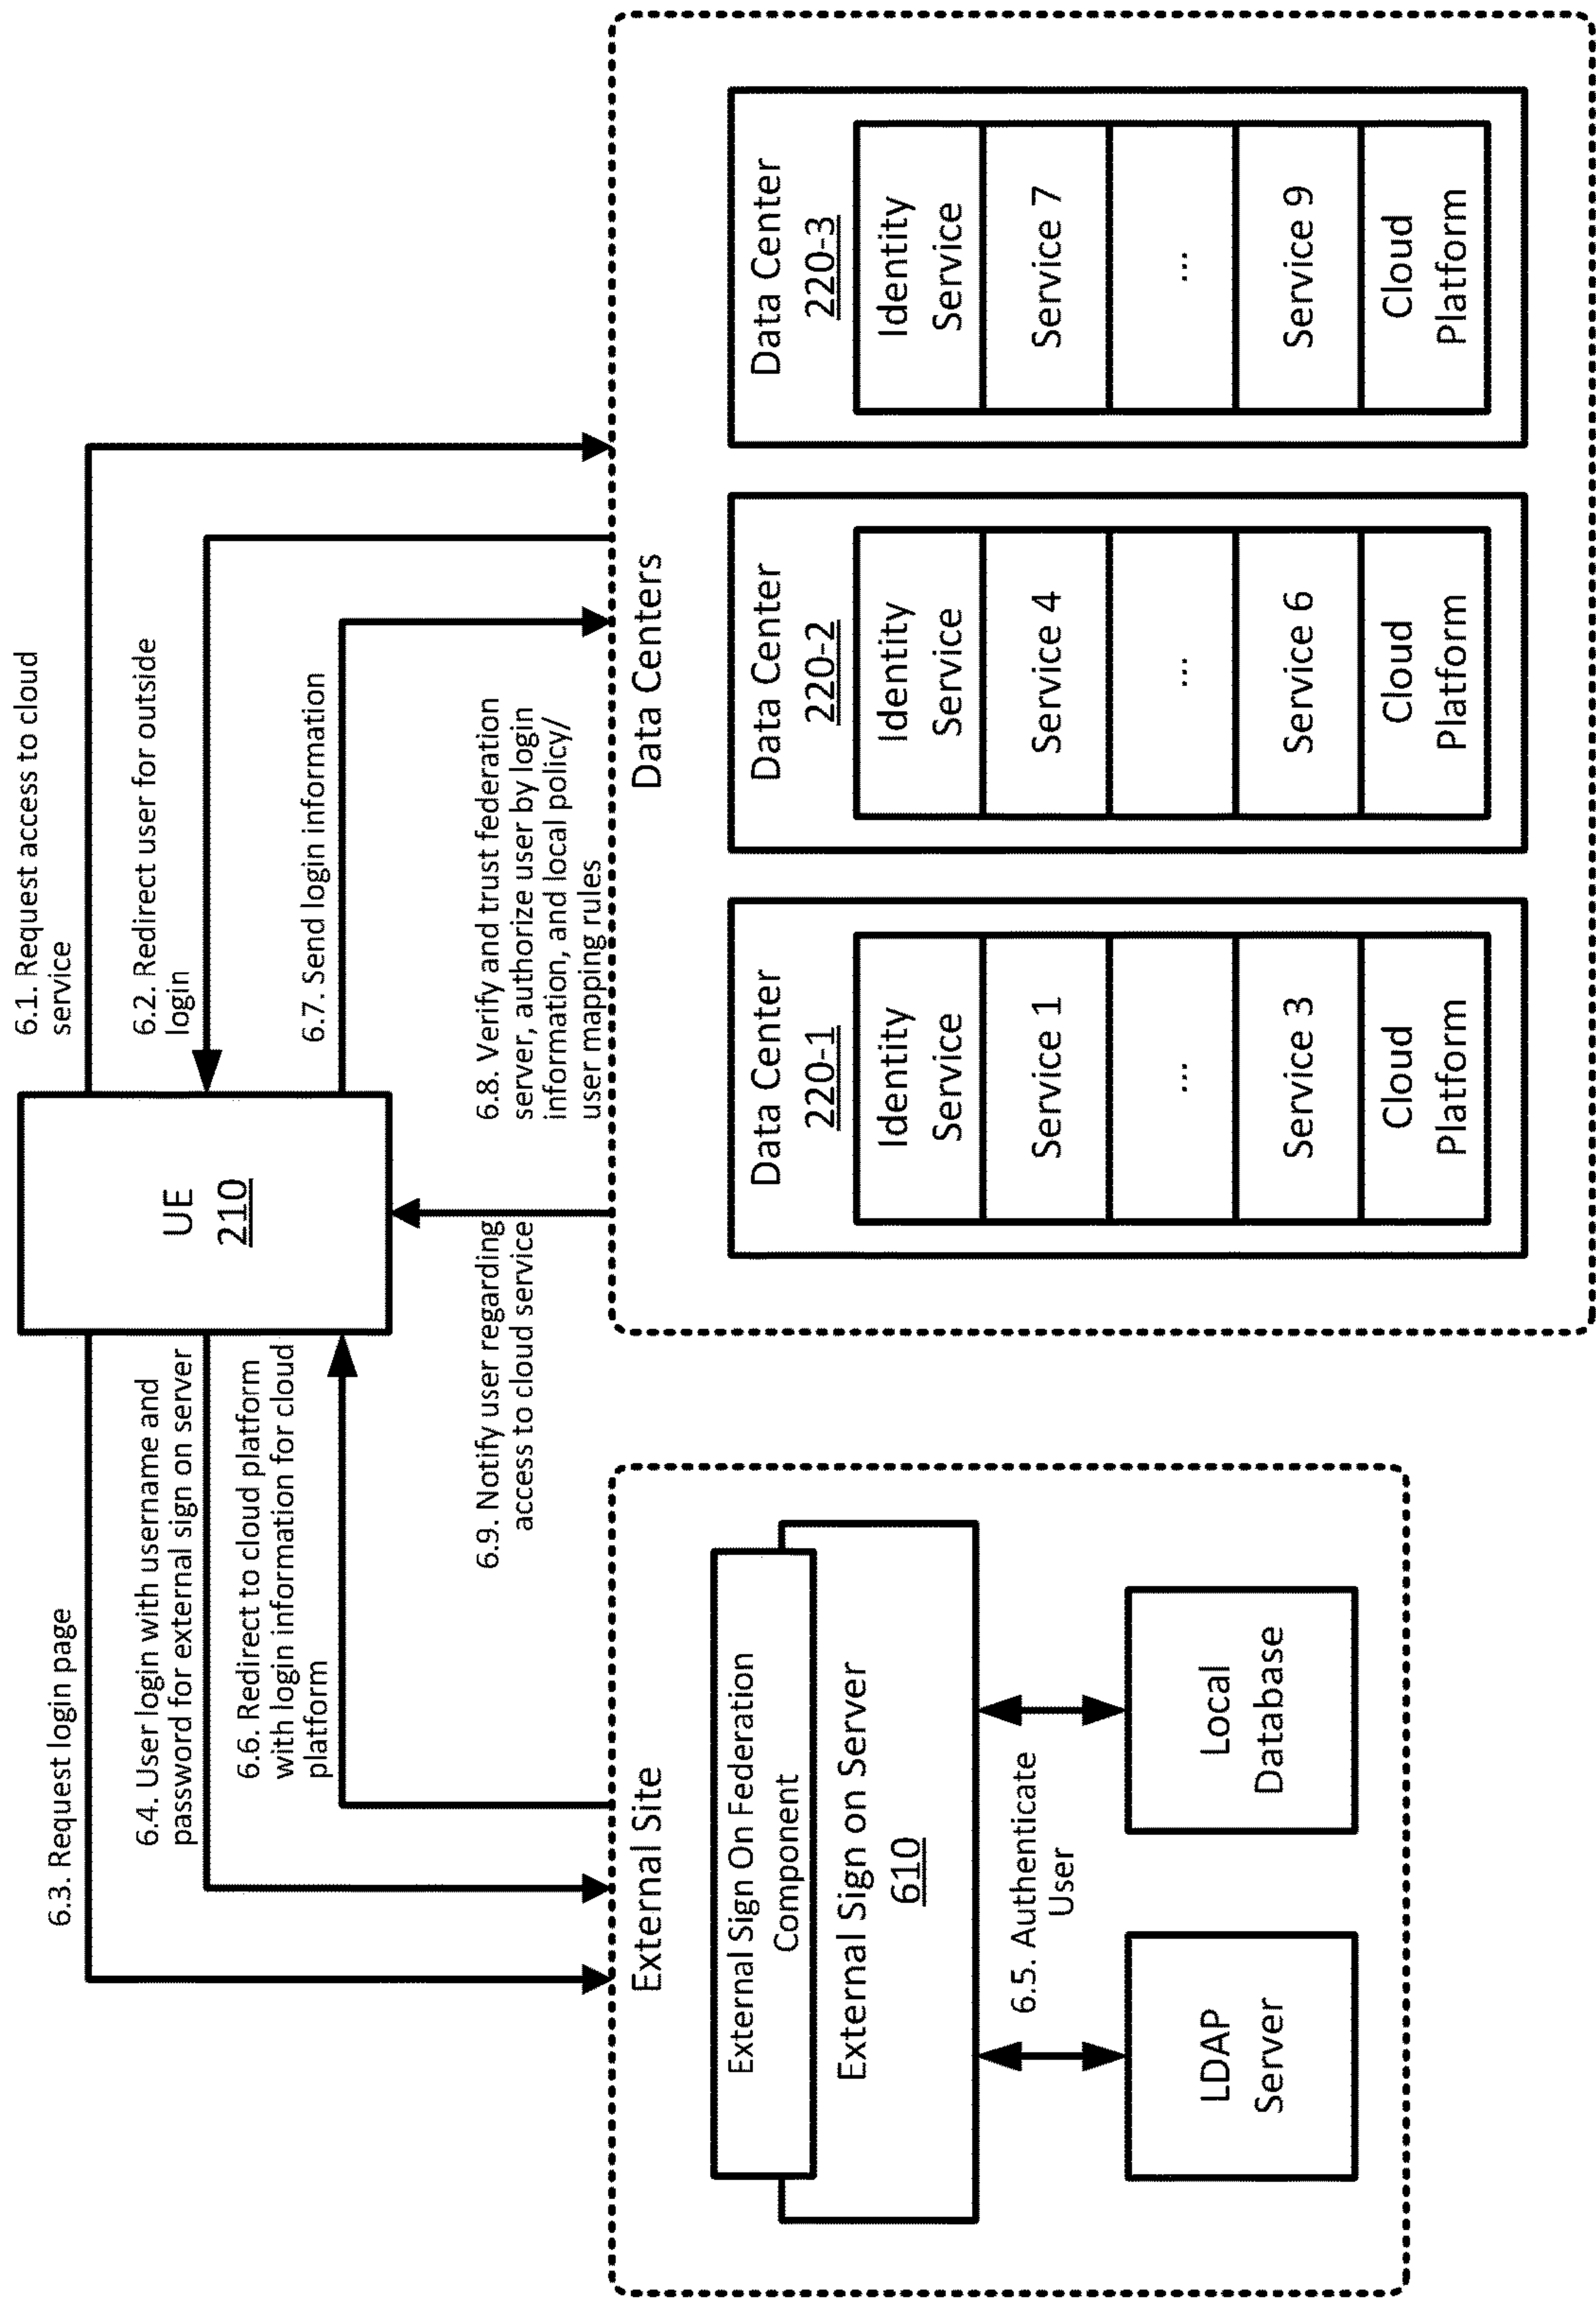 6.3. Request login page
6.4. User login with username and
password for external sign on server
6.6. Redirect to cloud platform
with login information for cloud
platform
UE
210
6.1. Request access to cloud
service
6.2. Redirect user for outside
login
6.7. Send login information
6.9. Notify user regarding
access to cloud service
6.8. Verify and trust federation
server, authorize user by login
information, and local policy/
user mapping rules
External Site
External Sign On Federation
Component
External Sign on Server
610
6.5. Authenticate
User
LDAP
Server
Local
Database
Data Centers
Data Center
220-1
Identity
Service
Service 1
...
Service 3
Cloud
Platform
Data Center
220-2
Identity
Service
Service 4
...
Service 6
Cloud
Platform
Data Center
220-3
Identity
Service
Service 7
...
Service 9
Cloud
Platform